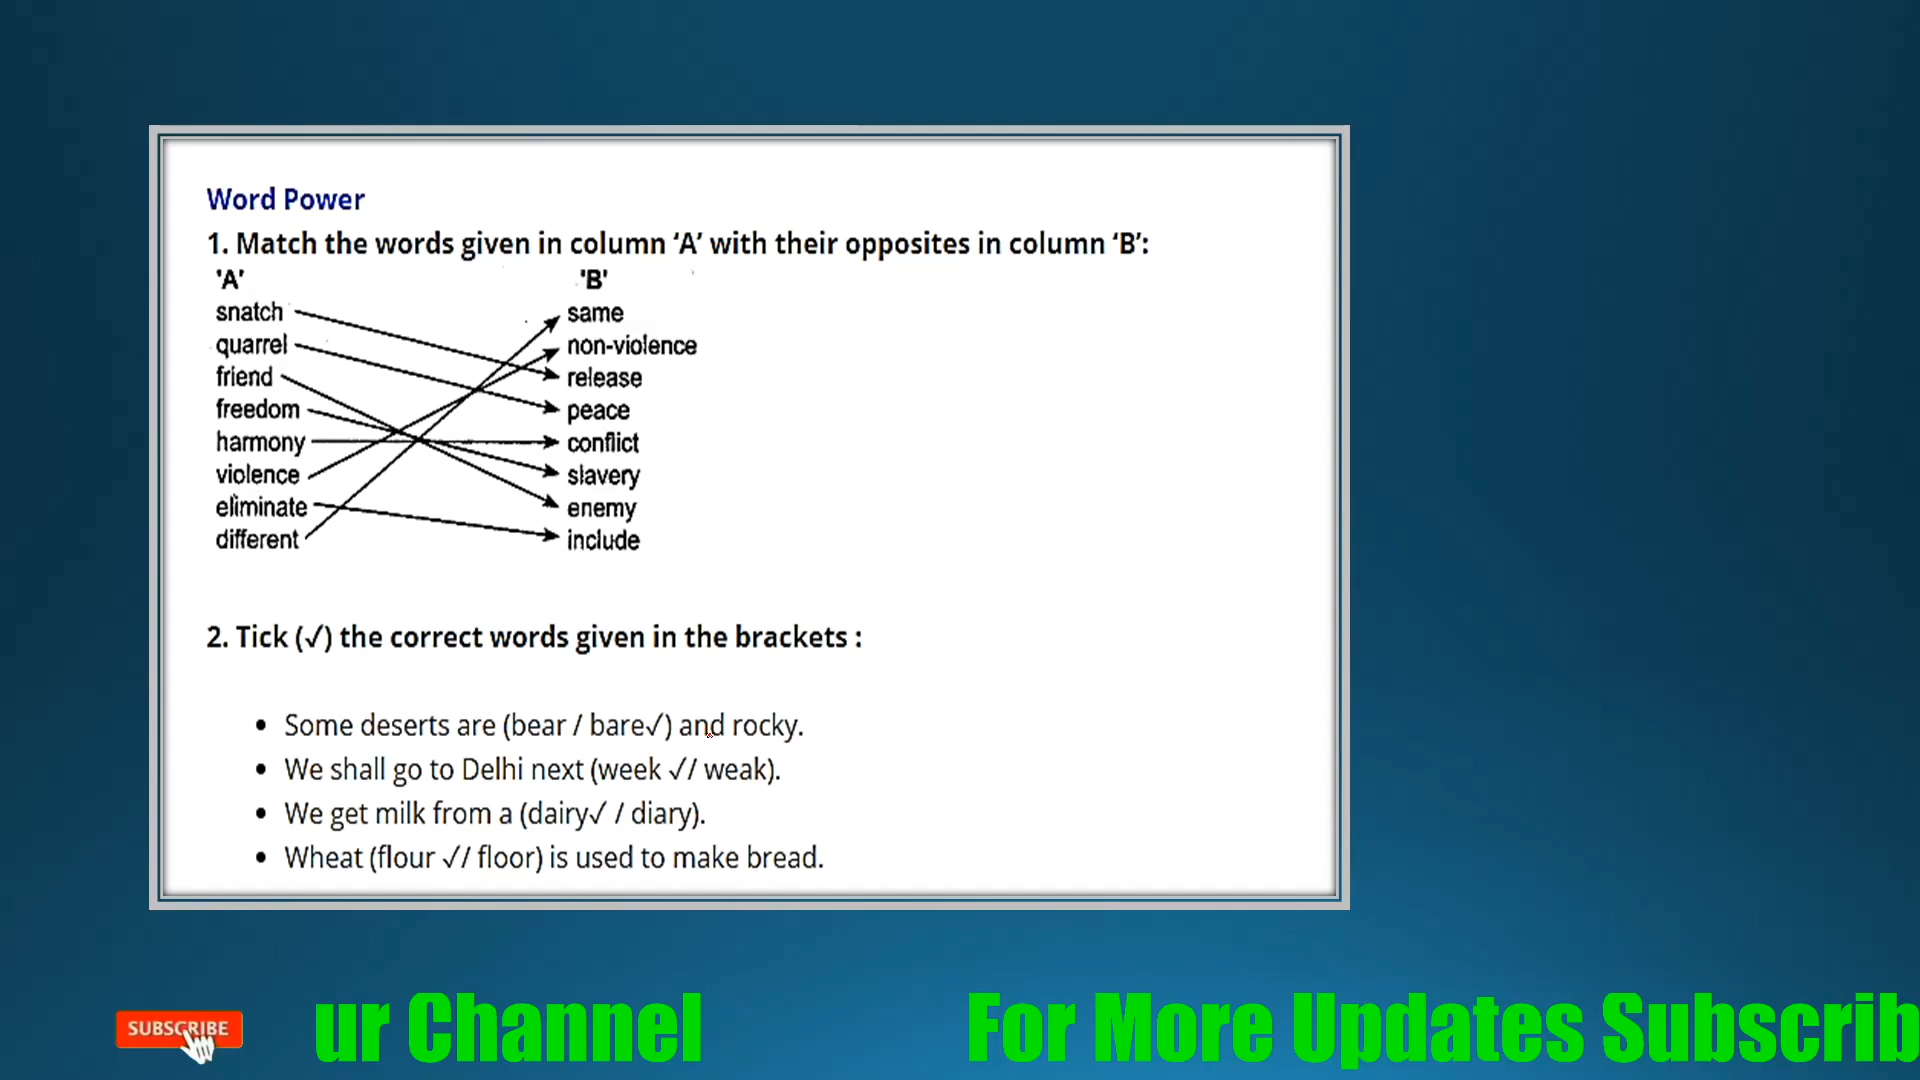 Word Power
1. Match the words given in column ‘A’ with their opposites in column ‘B’:
'A' 'B'
snatch same
quarrel non-violence
friend release
freedom peace
harmony conflict
violence slavery
eliminate enemy
different include
2. Tick (✓) the correct words given in the brackets :
• Some deserts are (bear / bare✓) and rocky.
• We shall go to Delhi next (week ✓/ weak).
• We get milk from a (dairy✓ / diary).
• Wheat (flour ✓/ floor) is used to make bread.
SUBSCRIBE ur Channel For More Updates Subscrib